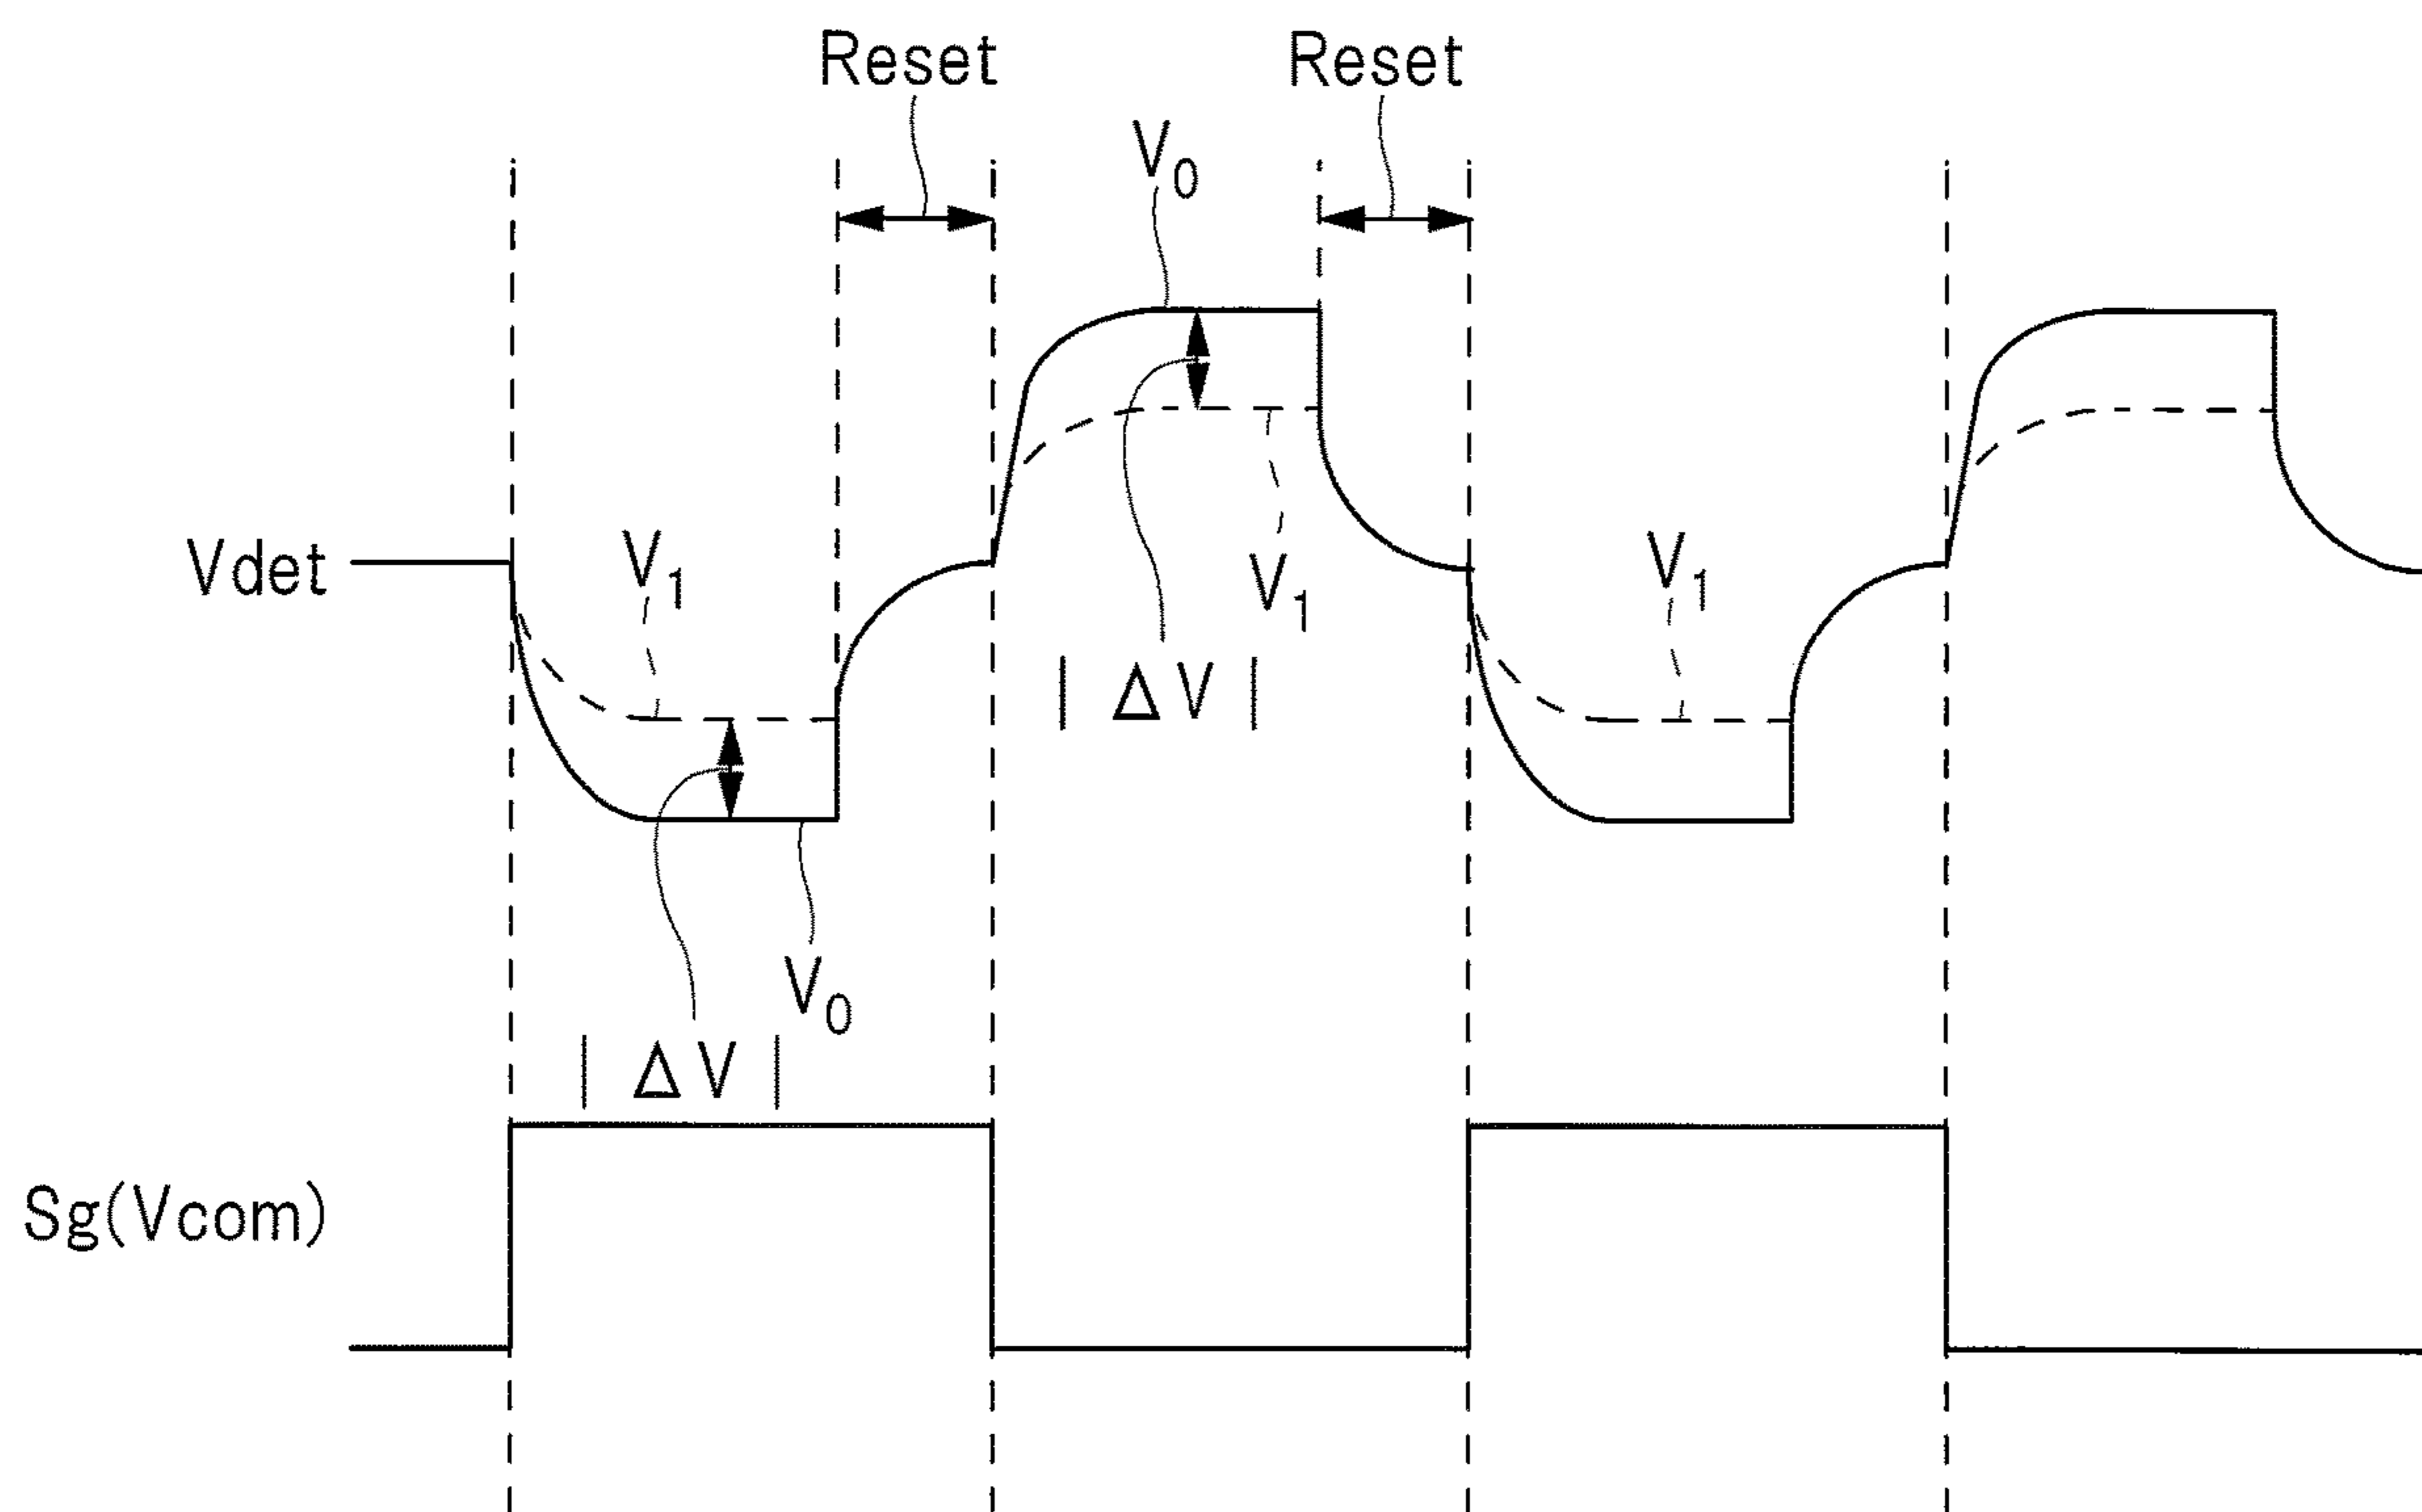 Reset
Reset
V₀
Vdet
V₁
V₁
V₁
| ΔV |
V₀
| ΔV |
Sg(Vcom)